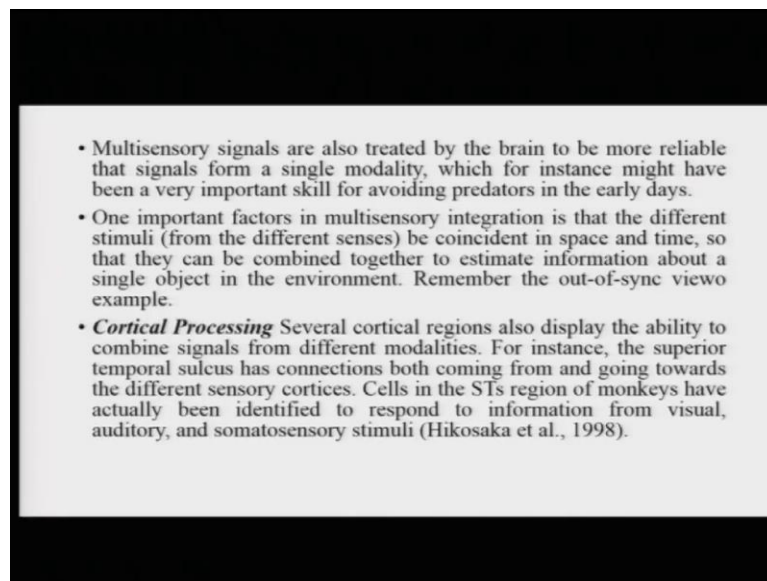 • Multisensory signals are also treated by the brain to be more reliable
that signals form a single modality, which for instance might have
been a very important skill for avoiding predators in the early days.
• One important factors in multisensory integration is that the different
stimuli (from the different senses) be coincident in space and time, so
that they can be combined together to estimate information about a
single object in the environment. Remember the out-of-sync viewo
example.
• Cortical Processing Several cortical regions also display the ability to
combine signals from different modalities. For instance, the superior
temporal sulcus has connections both coming from and going towards
the different sensory cortices. Cells in the STs region of monkeys have
actually been identified to respond to information from visual,
auditory, and somatosensory stimuli (Hikosaka et al., 1998).